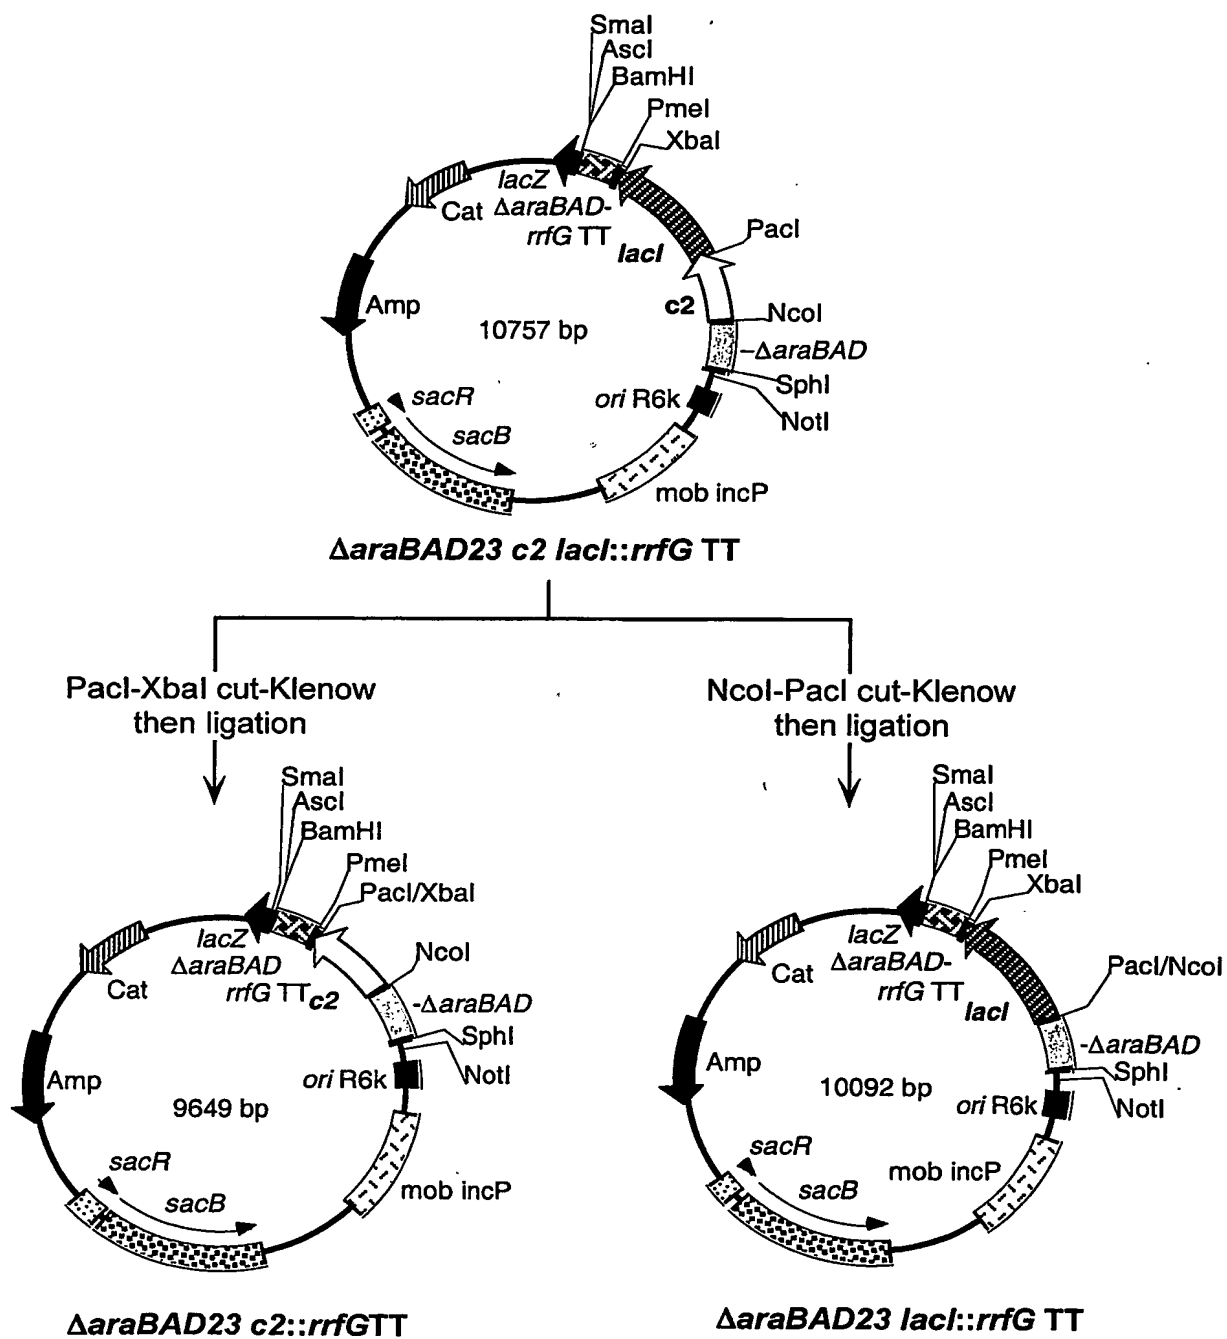 SmaI
AscI
BamHI
PmeI
XbaI
lacZ
Cat
ΔaraBAD-
rrfG TT
lacI
PacI
Amp
c2
NcoI
10757 bp
-ΔaraBAD
SphI
sacR
ori R6k
NotI
sacB
mob incP
ΔaraBAD23 c2 lacI::rrfG TT
PacI-XbaI cut-Klenow
then ligation
NcoI-PacI cut-Klenow
then ligation
SmaI
AscI
BamHI
PmeI
PacI/XbaI
lacZ
NcoI
ΔaraBAD
Cat
rrfG TT
c2
-ΔaraBAD
SphI
Amp
ori R6k
NotI
9649 bp
sacR
sacB
mob incP
ΔaraBAD23 c2::rrfGTT
SmaI
AscI
BamHI
PmeI
XbaI
lacZ
ΔaraBAD-
Cat
rrfG TT
lacI
PacI/NcoI
-ΔaraBAD
Amp
SphI
10092 bp
ori R6k
NotI
sacR
mob incP
sacB
ΔaraBAD23 lacI::rrfG TT